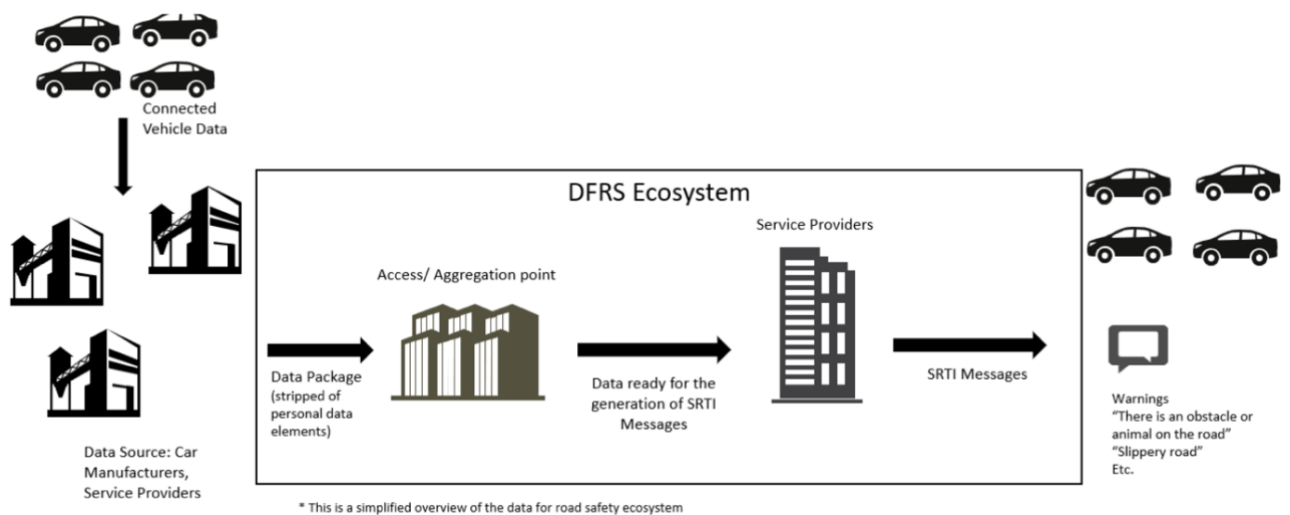 Connected
Vehicle Data
DFRS Ecosystem
Service Providers
Access/ Aggregation point
Data Package
(stripped of
personal data
elements)
Data ready for the
generation of SRTI
Messages
SRTI Messages
Warnings
“There is an obstacle or
animal on the road”
“Slippery road”
Etc.
Data Source: Car
Manufacturers,
Service Providers
* This is a simplified overview of the data for road safety ecosystem